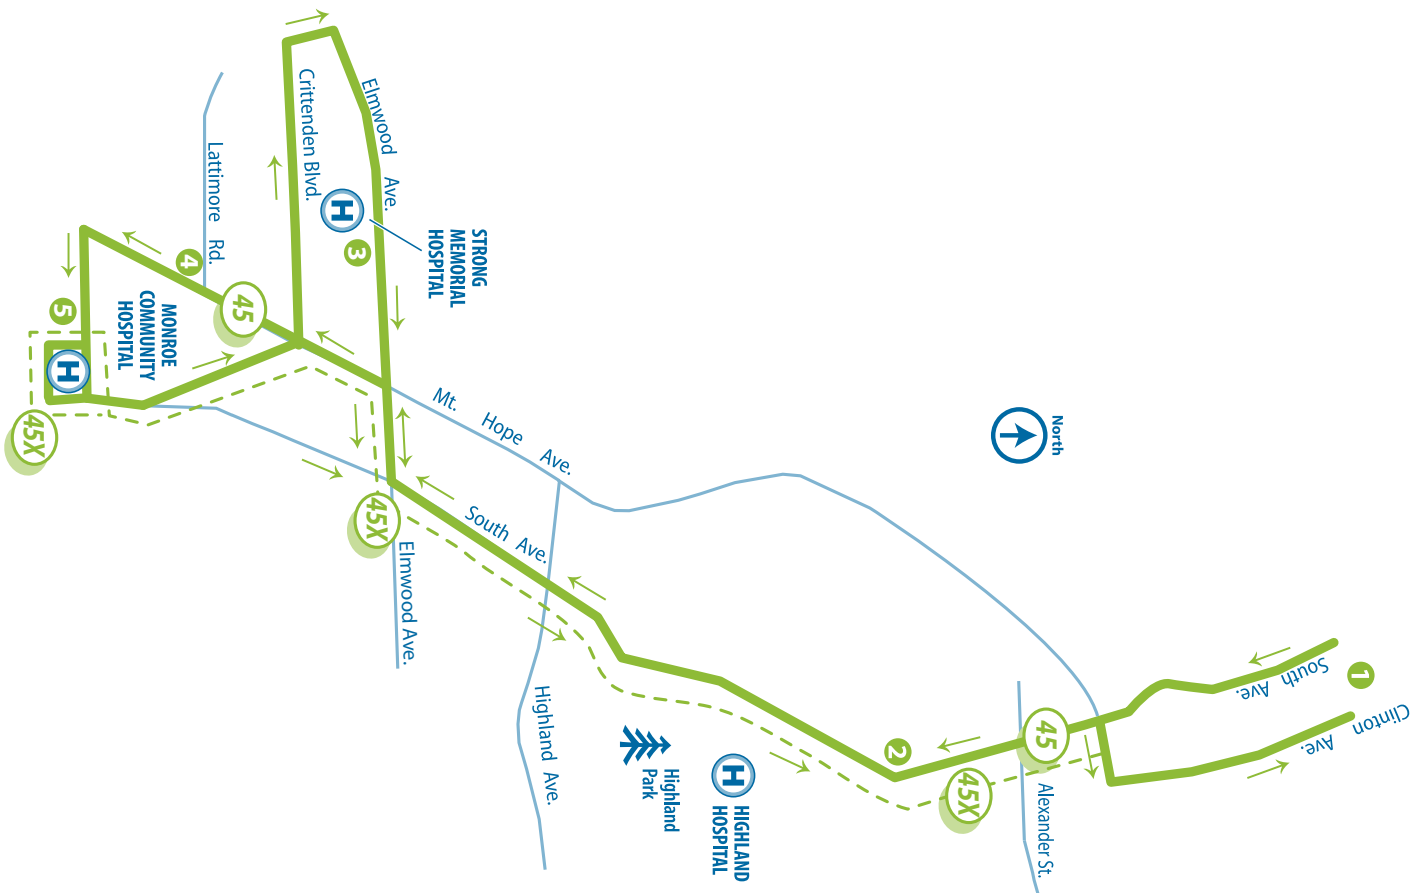 1
South Ave.
Clinton Ave.
North
45
Alexander St.
45X
2
HIGHLAND
HOSPITAL
H
Highland
Park
Highland Ave.
Mt. Hope Ave.
South Ave.
Elmwood Ave.
45X
STRONG
MEMORIAL
HOSPITAL
H
3
Elmwood Ave.
Crittenden Blvd.
Lattimore Rd.
45
4
MONROE
COMMUNITY
HOSPITAL
5
H
45X